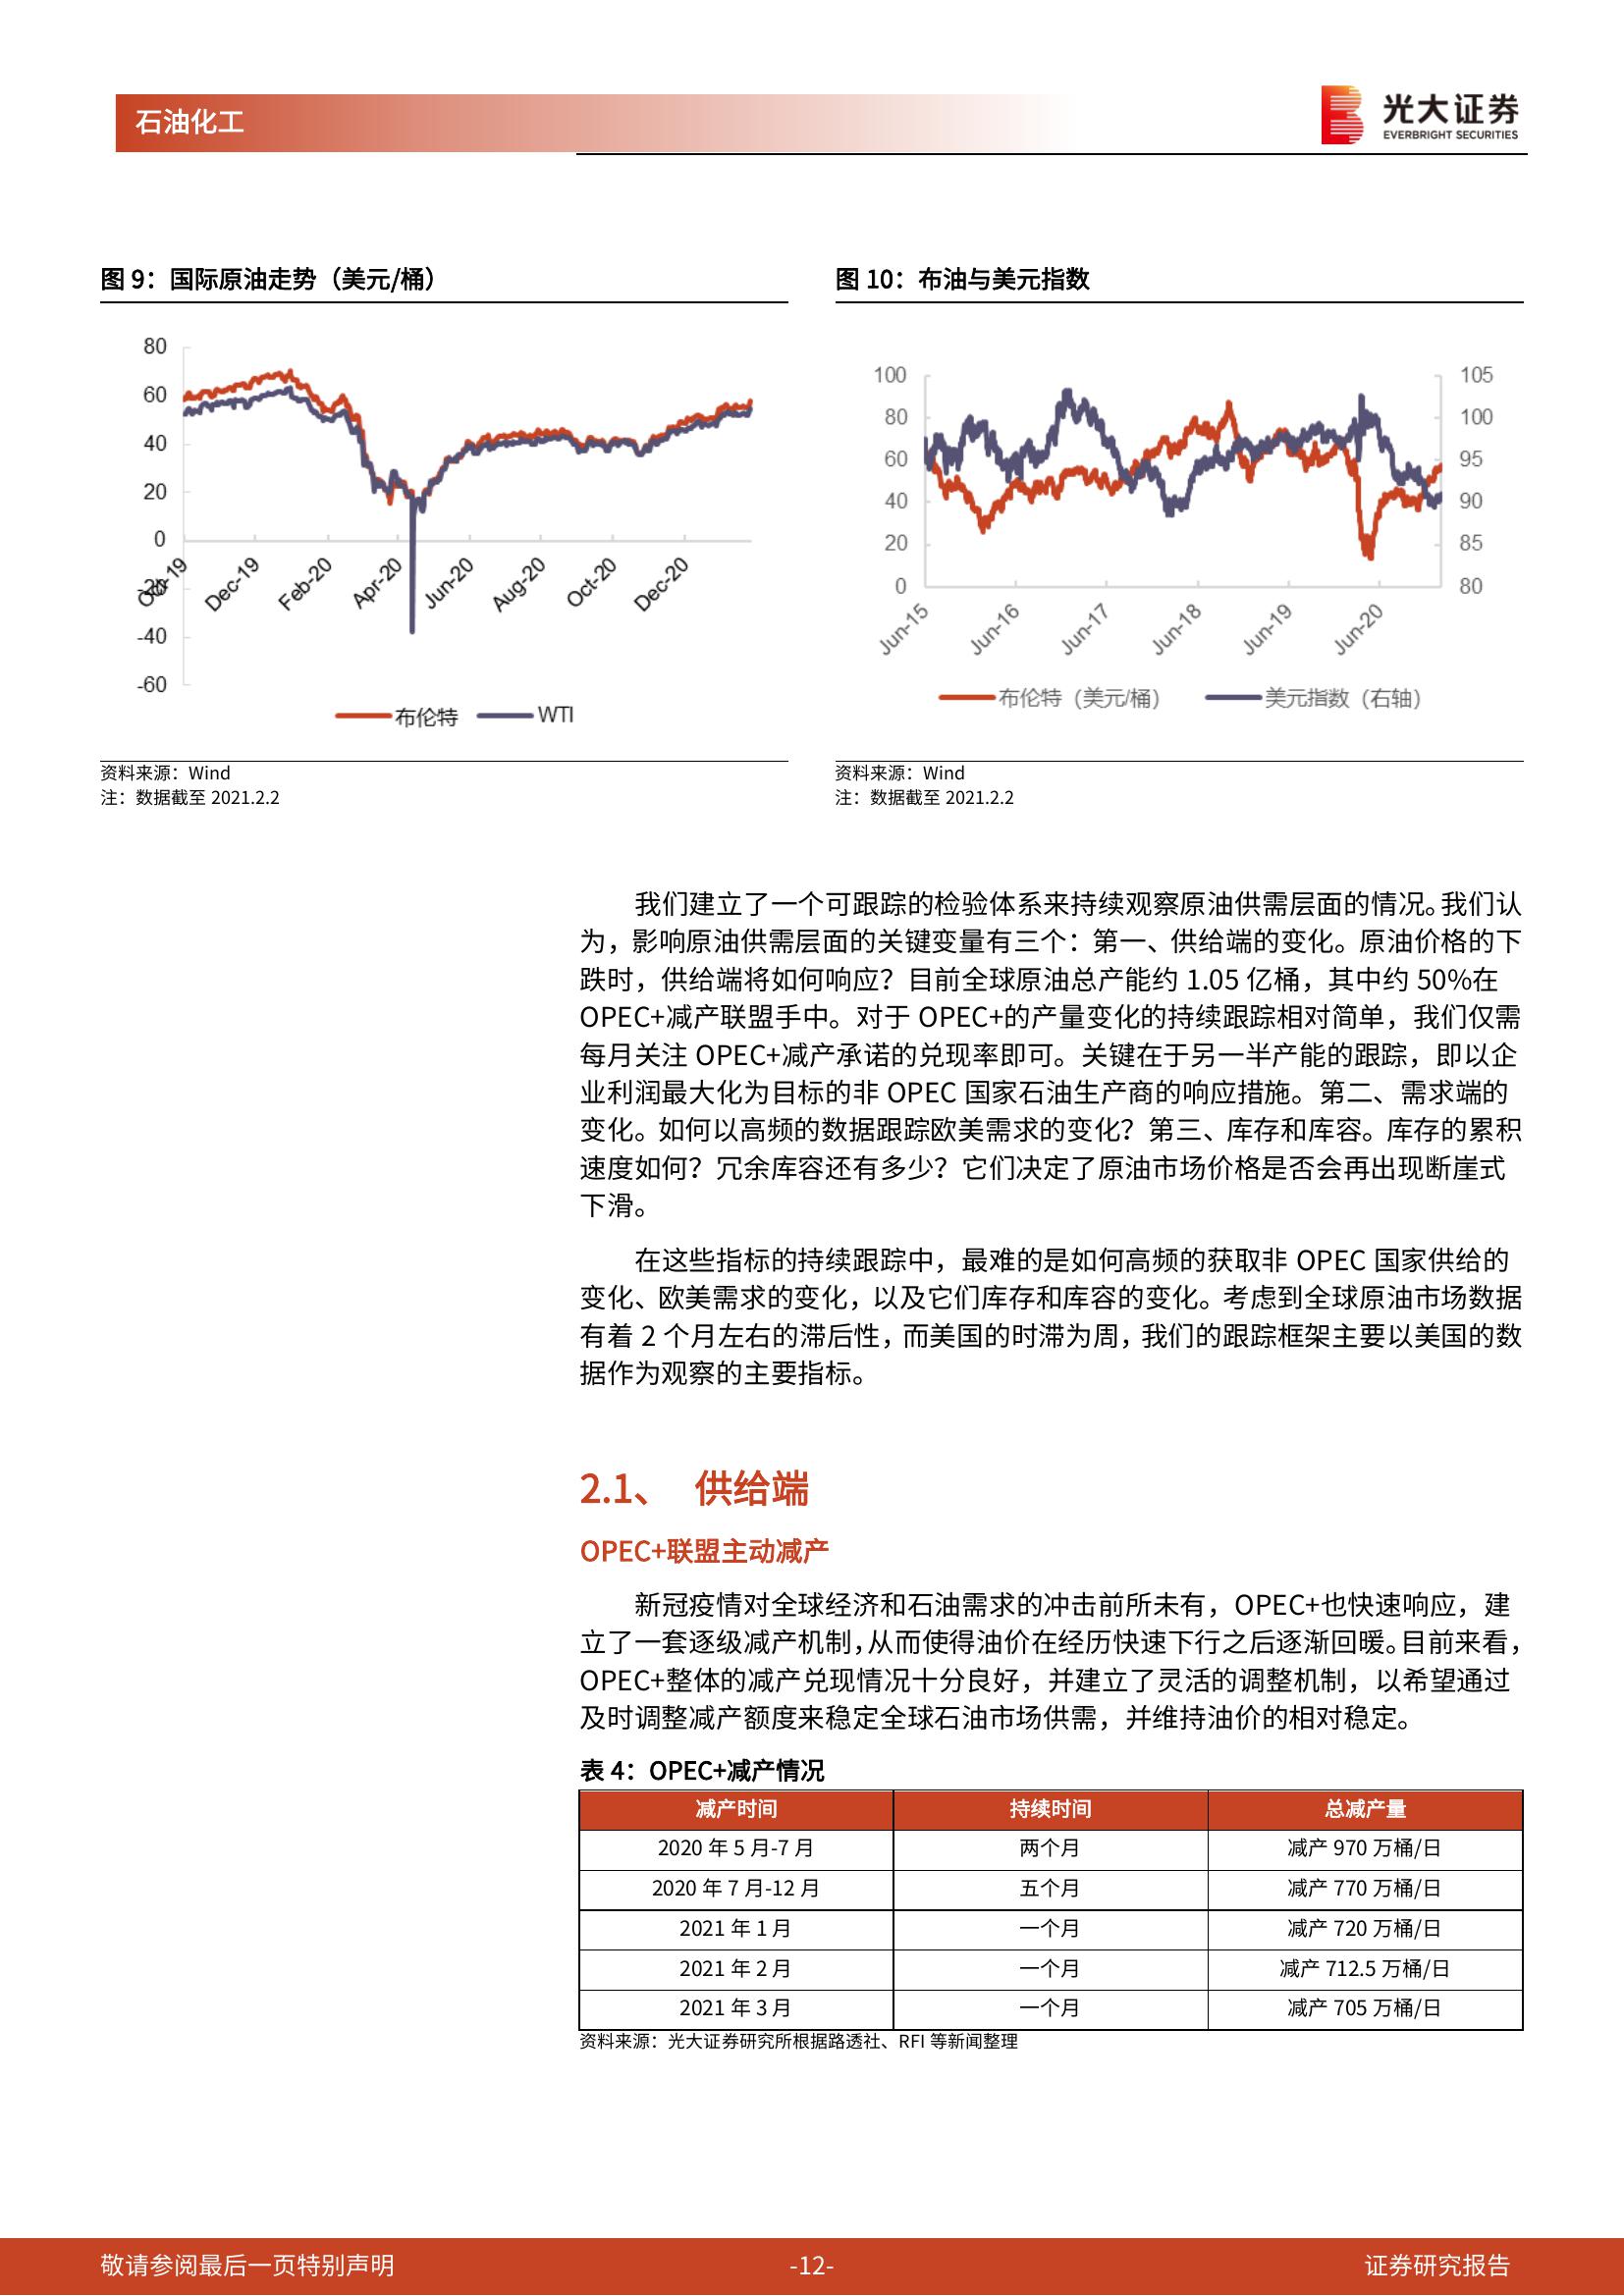 石油化工
光大证券
EVERBRIGHT SECURITIES
图 9：国际原油走势（美元/桶）
80
60
40
20
0
-20
-40
-60
Oct-19
Dec-19
Feb-20
Apr-20
Jun-20
Aug-20
Oct-20
Dec-20
布伦特
WTI
资料来源：Wind
注：数据截至 2021.2.2
图 10：布油与美元指数
100
80
60
40
20
0
105
100
95
90
85
80
Jun-15
Jun-16
Jun-17
Jun-18
Jun-19
Jun-20
布伦特（美元/桶）
美元指数（右轴）
资料来源：Wind
注：数据截至 2021.2.2
我们建立了一个可跟踪的检验体系来持续观察原油供需层面的情况。我们认
为，影响原油供需层面的关键变量有三个：第一、供给端的变化。原油价格的下
跌时，供给端将如何响应？目前全球原油总产能约 1.05 亿桶，其中约 50%在
OPEC+减产联盟手中。对于 OPEC+的产量变化的持续跟踪相对简单，我们仅需
每月关注 OPEC+减产承诺的兑现率即可。关键在于另一半产能的跟踪，即以企
业利润最大化为目标的非 OPEC 国家石油生产商的响应措施。第二、需求端的
变化。如何以高频的数据跟踪欧美需求的变化？第三、库存和库容。库存的累积
速度如何？冗余库容还有多少？它们决定了原油市场价格是否会再出现断崖式
下滑。
在这些指标的持续跟踪中，最难的是如何高频的获取非 OPEC 国家供给的
变化、欧美需求的变化，以及它们库存和库容的变化。考虑到全球原油市场数据
有着 2 个月左右的滞后性，而美国的时滞为周，我们的跟踪框架主要以美国的数
据作为观察的主要指标。
2.1、 供给端
OPEC+联盟主动减产
新冠疫情对全球经济和石油需求的冲击前所未有，OPEC+也快速响应，建
立了一套逐级减产机制，从而使得油价在经历快速下行之后逐渐回暖。目前来看，
OPEC+整体的减产兑现情况十分良好，并建立了灵活的调整机制，以希望通过
及时调整减产额度来稳定全球石油市场供需，并维持油价的相对稳定。
表 4：OPEC+减产情况
减产时间 持续时间 总减产量
2020 年 5 月-7 月 两个月 减产 970 万桶/日
2020 年 7 月-12 月 五个月 减产 770 万桶/日
2021 年 1 月 一个月 减产 720 万桶/日
2021 年 2 月 一个月 减产 712.5 万桶/日
2021 年 3 月 一个月 减产 705 万桶/日
资料来源：光大证券研究所根据路透社、RFI 等新闻整理
敬请参阅最后一页特别声明
-12-
证券研究报告